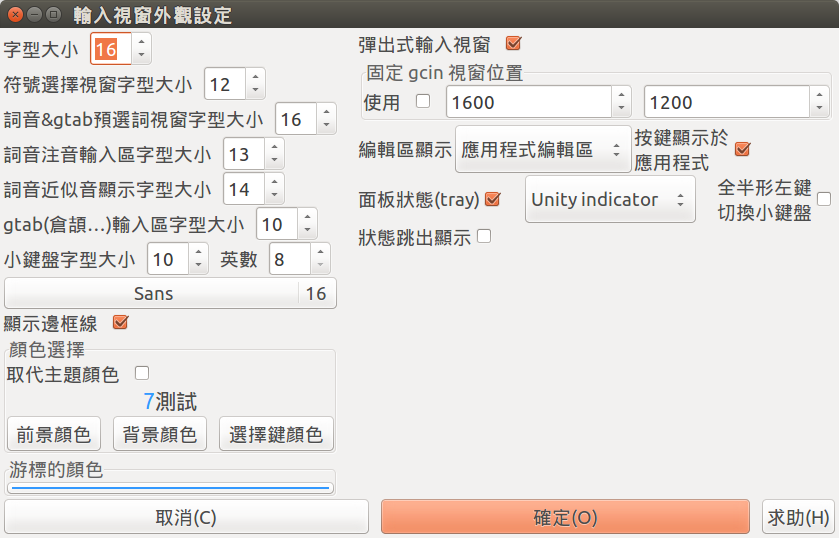 輸入視窗外觀設定
字型大小 16
符號選擇視窗字型大小 12
詞音&gtab預選詞視窗字型大小 16
詞音注音輸入區字型大小 13
詞音近似音顯示字型大小 14
gtab(倉頡...)輸入區字型大小 10
小鍵盤字型大小 10 英數 8
Sans 16
顯示邊框線
顏色選擇
取代主題顏色
7測試
前景顏色 背景顏色 選擇鍵顏色
游標的顏色
彈出式輸入視窗
固定 gcin 視窗位置
使用 1600 1200
編輯區顯示 應用程式編輯區
按鍵顯示於
應用程式
面板狀態(tray) Unity indicator
全半形左鍵
切換小鍵盤
狀態跳出顯示
取消(C) 確定(O) 求助(H)